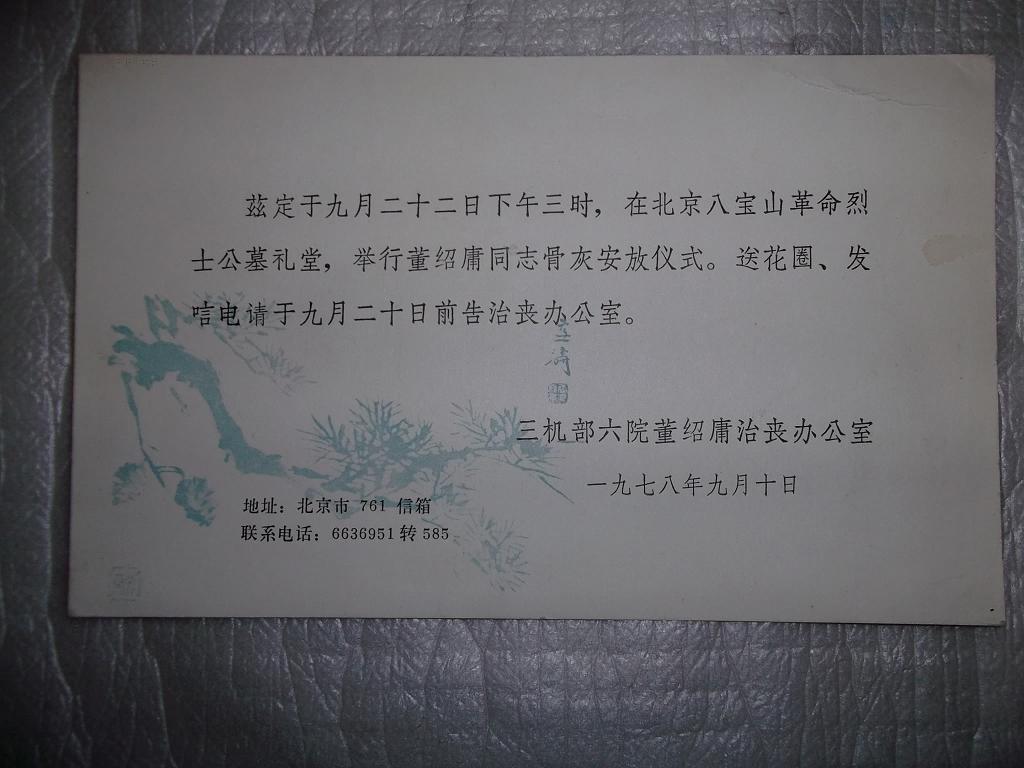 兹定于九月二十二日下午三时，在北京八宝山革命烈
士公墓礼堂，举行董绍庸同志骨灰安放仪式。送花圈、发
唁电请于九月二十日前告治丧办公室。
三机部六院董绍庸治丧办公室
一九七八年九月十日
地址：北京市 761 信箱
联系电话：6636951 转 585